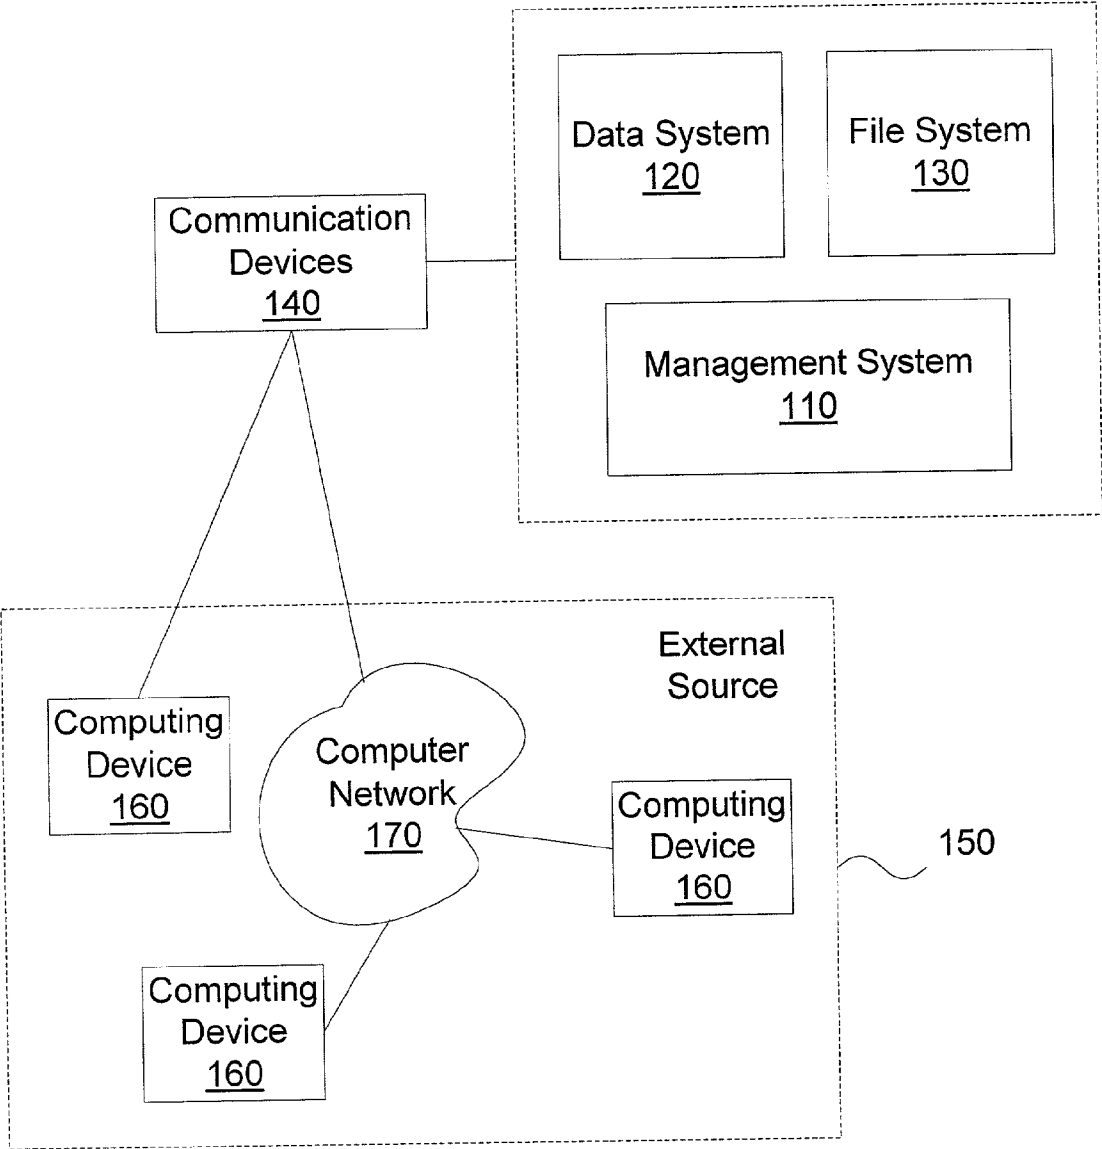 Data System
120
File System
130
Communication
Devices
140
Management System
110
External
Source
Computing
Device
160
Computer
Network
170
Computing
Device
160
150
Computing
Device
160